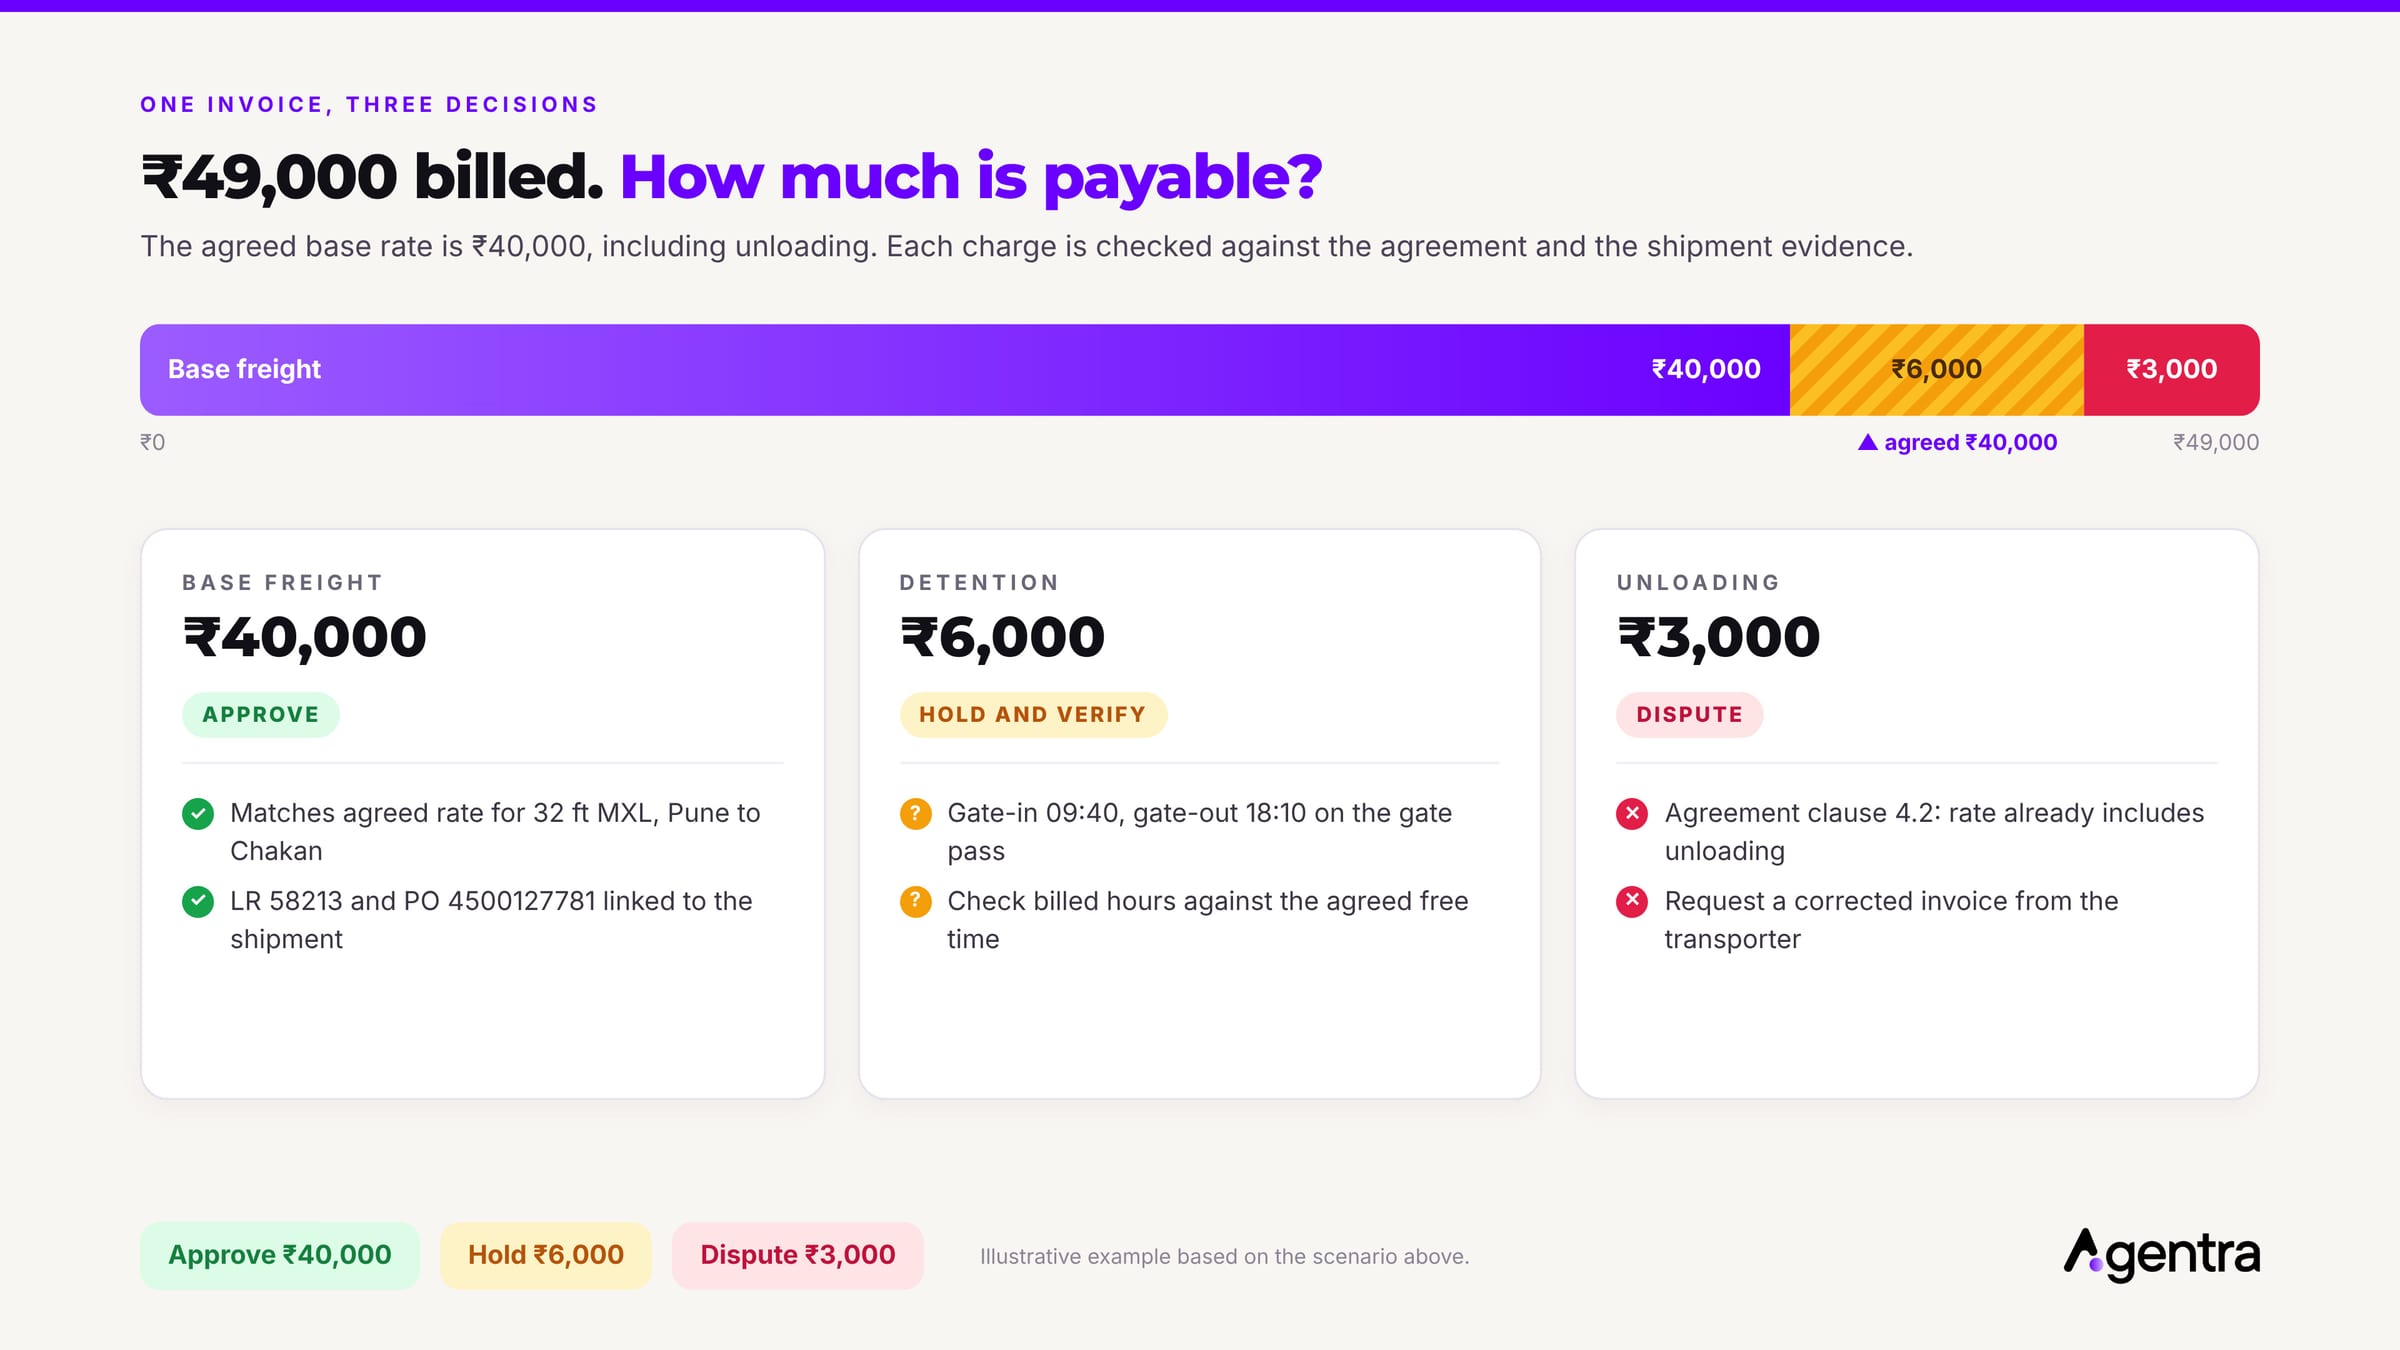 ONE INVOICE, THREE DECISIONS
₹49,000 billed. How much is payable?
The agreed base rate is ₹40,000, including unloading. Each charge is checked against the agreement and the shipment evidence.
Base freight ₹40,000 ₹6,000 ₹3,000
₹0 ▲ agreed ₹40,000 ₹49,000
BASE FREIGHT
₹40,000
APPROVE
Matches agreed rate for 32 ft MXL, Pune to
Chakan
LR 58213 and PO 4500127781 linked to the
shipment
DETENTION
₹6,000
HOLD AND VERIFY
? Gate-in 09:40, gate-out 18:10 on the gate
pass
? Check billed hours against the agreed free
time
UNLOADING
₹3,000
DISPUTE
Agreement clause 4.2: rate already includes
unloading
Request a corrected invoice from the
transporter
Approve ₹40,000 Hold ₹6,000 Dispute ₹3,000 Illustrative example based on the scenario above.
Agentra